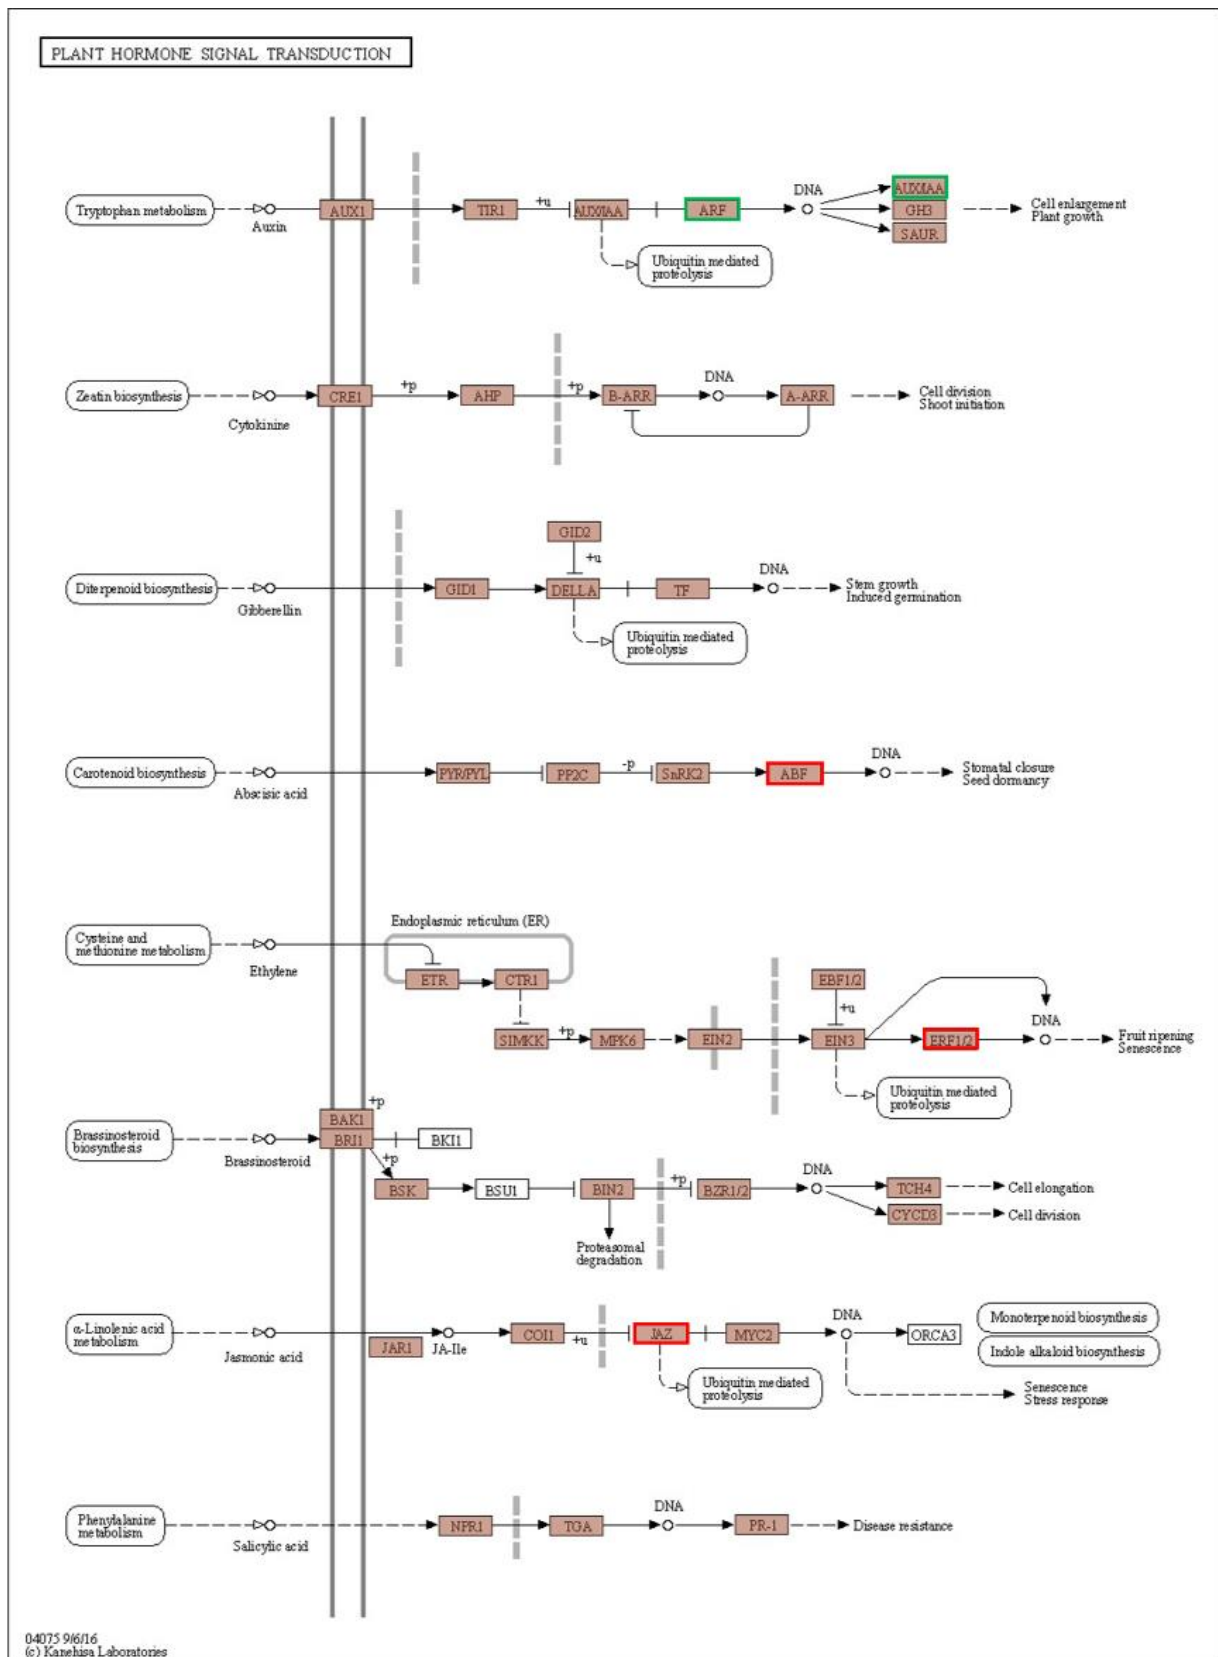 PLANT HORMONE SIGNAL TRANSDUCTION
Tryptophan metabolism
Auxin
AUX1
TIR1
+u
AUX/IAA
ARF
DNA
AUX/IAA
GH3
SAUR
Cell enlargement
Plant growth
Ubiquitin mediated
proteolysis
Zeatin biosynthesis
Cytokinine
CRE1
+p
AHP
+p
B-ARR
DNA
A-ARR
Cell division
Shoot initiation
Diterpenoid biosynthesis
Gibberellin
GID1
GID2
+u
DELLA
TF
DNA
Stem growth
Induced germination
Ubiquitin mediated
proteolysis
Carotenoid biosynthesis
Abscisic acid
PYR/PYL
PP2C
-p
SnRK2
ABF
DNA
Stomatal closure
Seed dormancy
Cysteine and
methionine metabolism
Ethylene
Endoplasmic reticulum (ER)
ETR
CTR1
SIMKK
+p
MPK6
EIN2
EBF1/2
+u
EIN3
ERF1/2
DNA
Fruit ripening
Senescence
Ubiquitin mediated
proteolysis
Brassinosteroid
biosynthesis
Brassinosteroid
BAK1
+p
BRI1
BKI1
+p
BSK
BSU1
BIN2
+p
BZR1/2
DNA
TCH4
Cell elongation
CYCD3
Cell division
Proteasomal
degradation
α-Linolenic acid
metabolism
Jasmonic acid
JAR1
JA-Ile
COI1
+u
JAZ
MYC2
DNA
ORCA3
Monoterpenoid biosynthesis
Indole alkaloid biosynthesis
Ubiquitin mediated
proteolysis
Senescence
Stress response
Phenylalanine
metabolism
Salicylic acid
NPR1
TGA
DNA
PR-1
Disease resistance
04075 9/6/16
(c) Kanehisa Laboratories